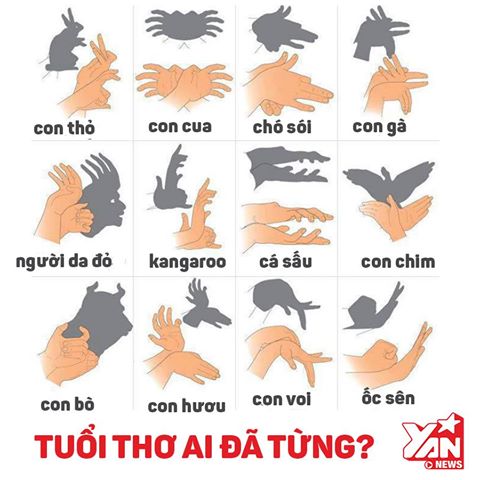 con thỏ
con cua
chó sói
con gà
người da đỏ
kangaroo
cá sấu
con chim
con bò
con hươu
con voi
ốc sên
TUỔI THƠ AI ĐÃ TỪNG?
YAN
NEWS